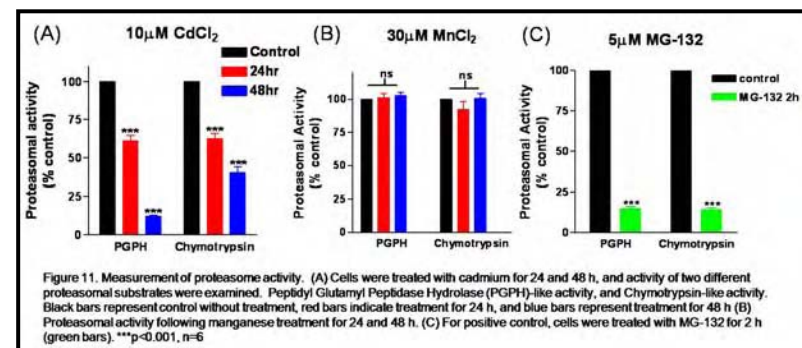 (A) 10μM CdCl2
Control
24hr
48hr
Proteasomal activity
(% control)
100
75
50
25
0
***
***
***
***
PGPH Chymotrypsin
(B) 30μM MnCl2
ns
ns
Proteasomal activity
(% control)
125
100
75
50
25
0
PGPH Chymotrypsin
(C) 5μM MG-132
control
MG-132 2h
Proteasomal activity
(% control)
100
75
50
25
0
***
***
PGPH Chymotrypsin
Figure 11. Measurement of proteasome activity. (A) Cells were treated with cadmium for 24 and 48 h, and activity of two different
proteasomal substrates were examined. Peptidyl Glutamyl Peptidase Hydrolase (PGPH)-like activity, and Chymotrypsin-like activity.
Black bars represent control without treatment, red bars indicate treatment for 24 h, and blue bars represent treatment for 48 h (B)
Proteasomal activity following manganese treatment for 24 and 48 h. (C) For positive control, cells were treated with MG-132 for 2 h
(green bars). ***p<0.001, n=6